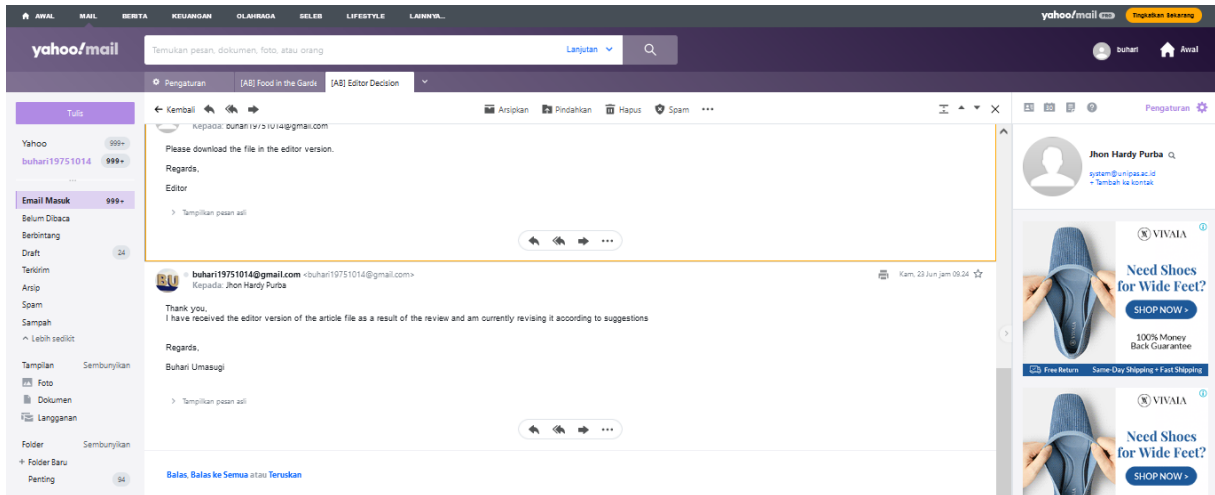 AWAL MAIL BERITA KEUANGAN OLAHRAGA SELEB LIFESTYLE LAINNYA...
yahoo!mail PRO Tingkatkan Sekarang
yahoo!mail
Temukan pesan, dokumen, foto, atau orang Lanjutan
buhari Awal
Pengaturan [AB] Food in the Garde [AB] Editor Decision
Tulis
Yahoo 999+
buhari19751014 999+
Email Masuk 999+
Belum Dibaca
Berbintang
Draft 24
Terkirim
Arsip
Spam
Sampah
Lebih sedikit
Tampilan Sembunyikan
Foto
Dokumen
Langganan
Folder Sembunyikan
+ Folder Baru
Penting 94
Kembali Arsipkan Pindahkan Hapus Spam
Kepada: buhari19751014@gmail.com
Please download the file in the editor version.
Regards,
Editor
> Tampilkan pesan asli
buhari19751014@gmail.com <buhari19751014@gmail.com> Kam, 23 Jun jam 09.24
Kepada: Jhon Hardy Purba
Thank you,
I have received the editor version of the article file as a result of the review and am currently revising it according to suggestions
Regards,
Buhari Umasugi
> Tampilkan pesan asli
Balas, Balas ke Semua atau Teruskan
Pengaturan
Jhon Hardy Purba
system@unipas.ac.id
+ Tambah ke kontak
VIVAIA
Need Shoes
for Wide Feet?
SHOP NOW >
100% Money
Back Guarantee
Free Return Same-Day Shipping + Fast Shipping
VIVAIA
Need Shoes
for Wide Feet?
SHOP NOW >